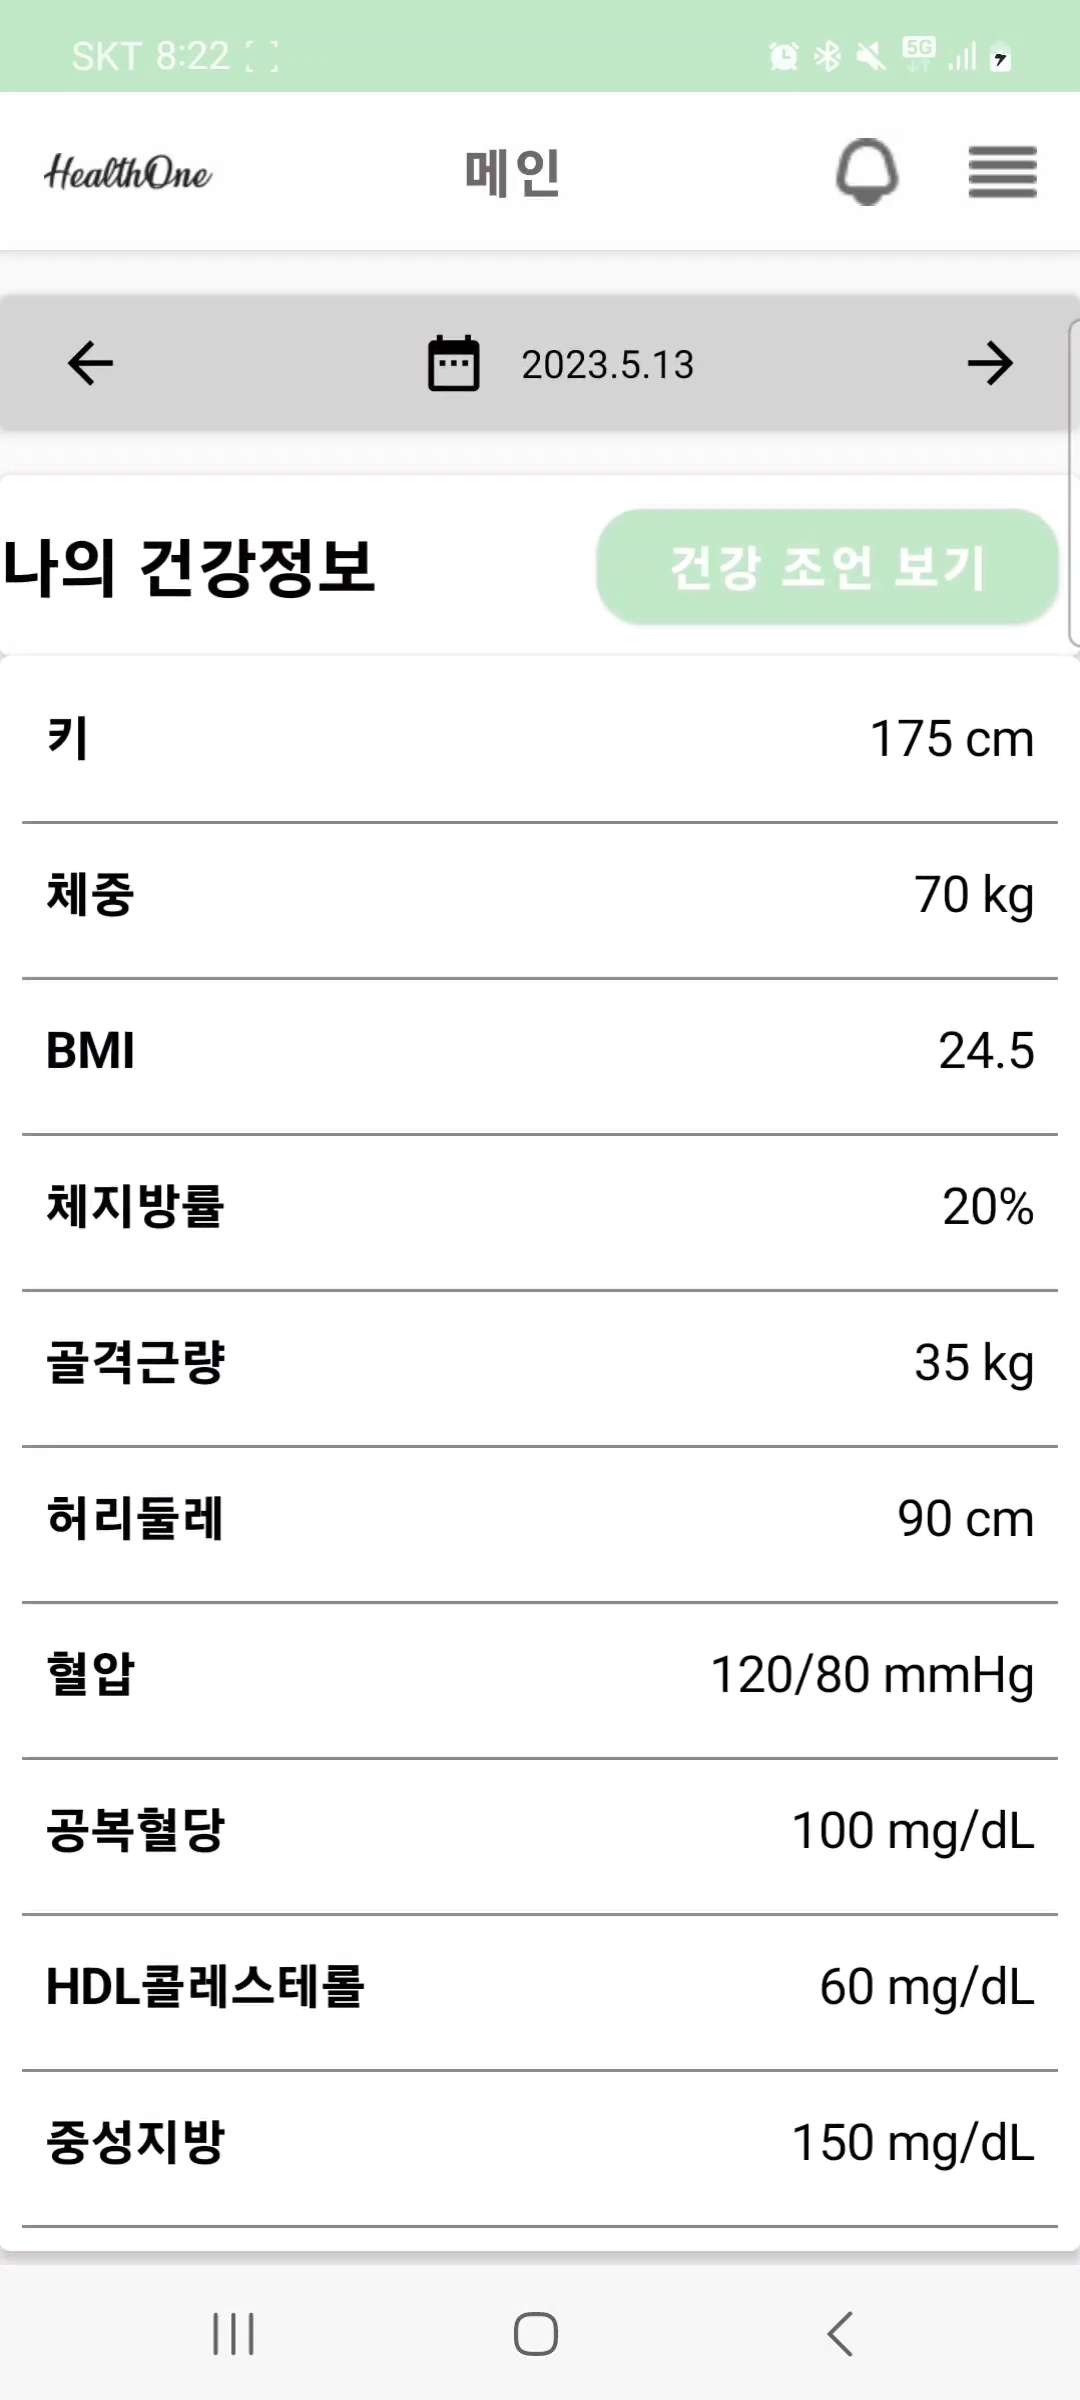 SKT 8:22
5G
HealthOne
메인
2023.5.13
나의 건강정보
건강 조언 보기
키 175 cm
체중 70 kg
BMI 24.5
체지방률 20%
골격근량 35 kg
허리둘레 90 cm
혈압 120/80 mmHg
공복혈당 100 mg/dL
HDL콜레스테롤 60 mg/dL
중성지방 150 mg/dL